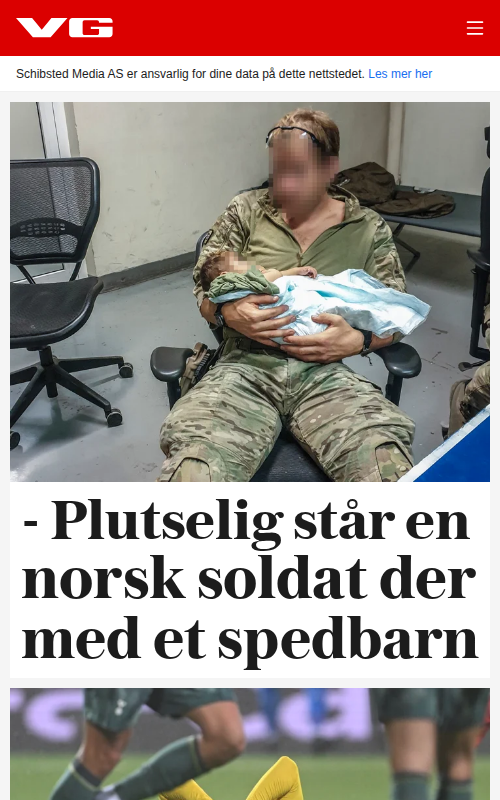 VG
Schibsted Media AS er ansvarlig for dine data på dette nettstedet. Les mer her
- Plutselig står en
norsk soldat der
med et spedbarn